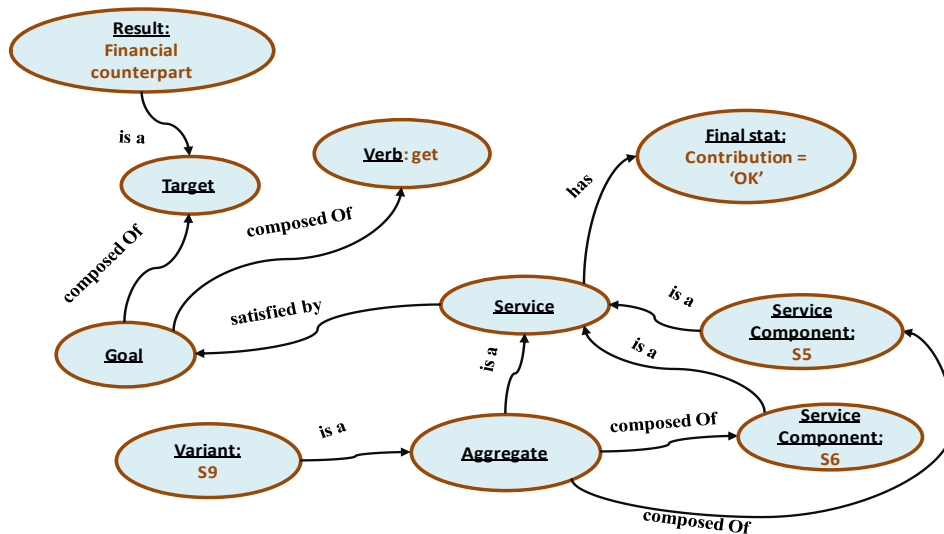 Result:
Financial
counterpart
is a
Verb: get
Final stat:
Contribution =
‘OK’
Target
has
composed Of
composed Of
satisfied by
Service
is a
Service
Component:
S5
Goal
is a
is a
Variant:
S9
is a
Aggregate
composed Of
Service
Component:
S6
composed Of